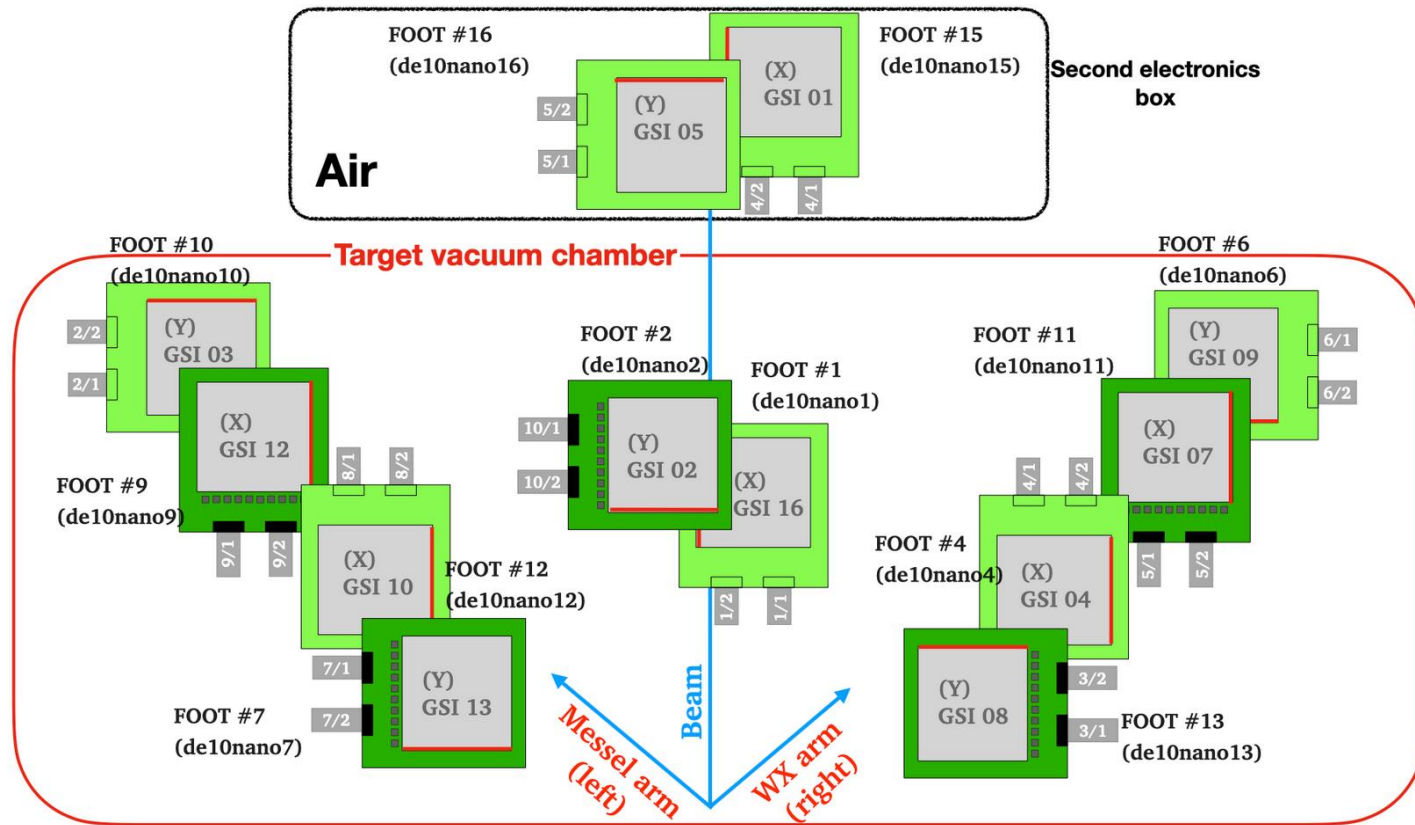 FOOT #16
(de10nano16)
FOOT #15
(de10nano15)
Second electronics
box
(X)
GSI 01
(Y)
GSI 05
5/2
5/1
4/2
4/1
Air
Target vacuum chamber
FOOT #10
(de10nano10)
(Y)
GSI 03
2/2
2/1
(X)
GSI 12
FOOT #9
(de10nano9)
9/1
9/2
8/1
8/2
(X)
GSI 10
FOOT #12
(de10nano12)
7/1
7/2
(Y)
GSI 13
FOOT #7
(de10nano7)
FOOT #2
(de10nano2)
FOOT #1
(de10nano1)
10/1
10/2
(Y)
GSI 02
(X)
GSI 16
1/2
1/1
Beam
Messel arm
(left)
WX arm
(right)
FOOT #6
(de10nano6)
FOOT #11
(de10nano11)
(Y)
GSI 09
6/1
6/2
(X)
GSI 07
4/1
4/2
5/1
5/2
FOOT #4
(de10nano4)
(X)
GSI 04
(Y)
GSI 08
3/2
3/1
FOOT #13
(de10nano13)